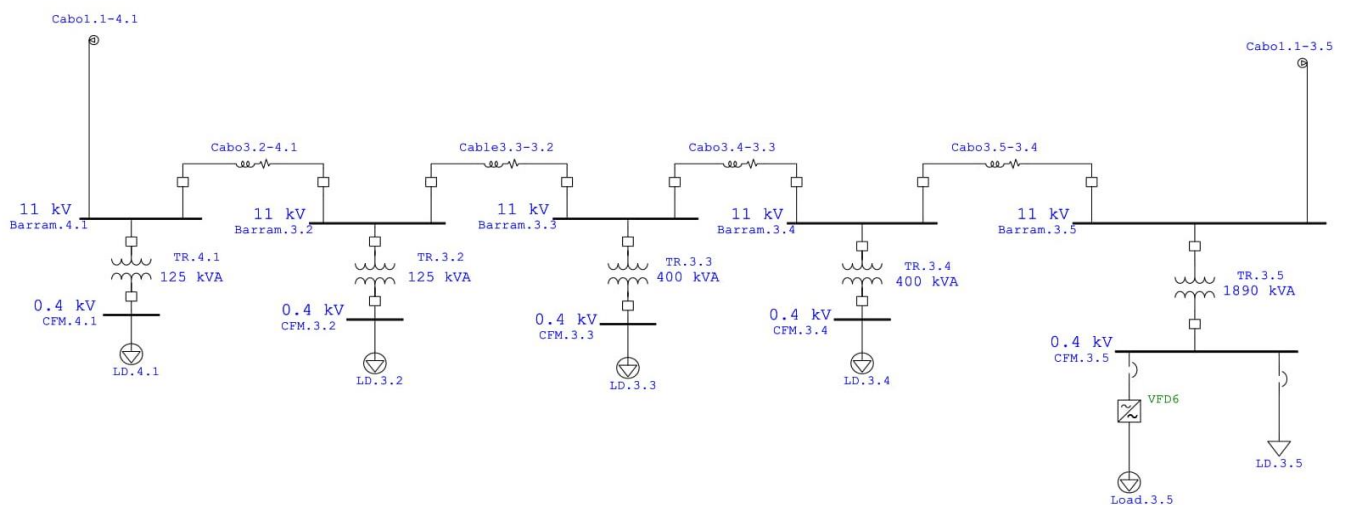 Cabo1.1-4.1
Cabo1.1-3.5
Cabo3.2-4.1
Cable3.3-3.2
Cabo3.4-3.3
Cabo3.5-3.4
11 kV
Barram.4.1
11 kV
Barram.3.2
11 kV
Barram.3.3
11 kV
Barram.3.4
11 kV
Barram.3.5
TR.4.1
125 kVA
TR.3.2
125 kVA
TR.3.3
400 kVA
TR.3.4
400 kVA
TR.3.5
1890 kVA
0.4 kV
CFM.4.1
0.4 kV
CFM.3.2
0.4 kV
CFM.3.3
0.4 kV
CFM.3.4
0.4 kV
CFM.3.5
LD.4.1
LD.3.2
LD.3.3
LD.3.4
VFD6
LD.3.5
Load.3.5